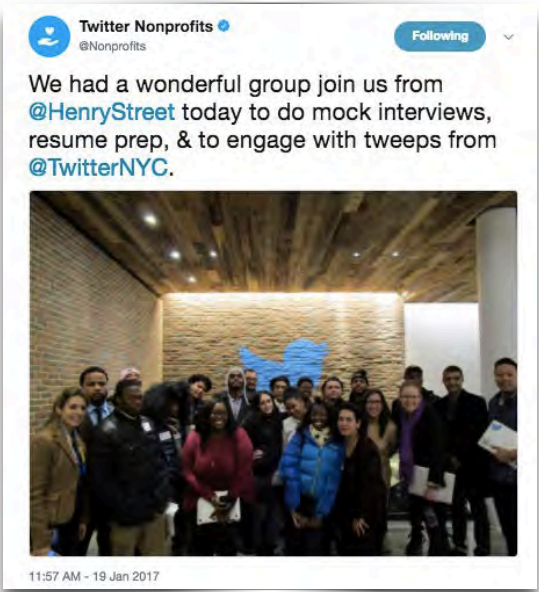 Twitter Nonprofits
@Nonprofits
Following
We had a wonderful group join us from
@HenryStreet today to do mock interviews,
resume prep, & to engage with tweeps from
@TwitterNYC.
11:57 AM - 19 Jan 2017